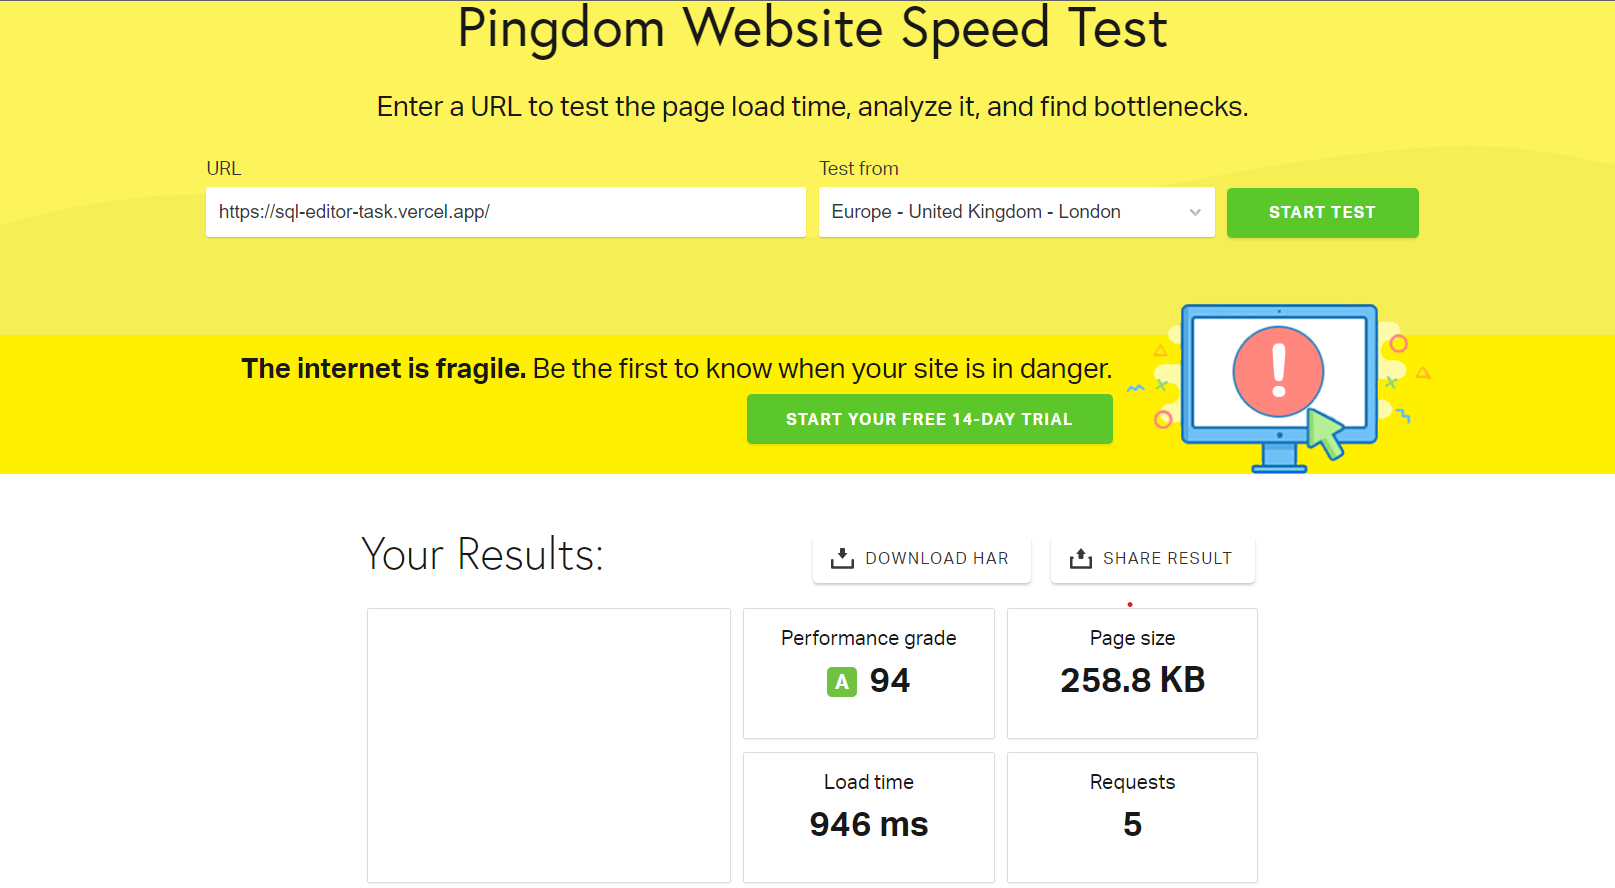 Pingdom Website Speed Test
Enter a URL to test the page load time, analyze it, and find bottlenecks.
URL
Test from
https://sql-editor-task.vercel.app/
Europe - United Kingdom - London
START TEST
The internet is fragile. Be the first to know when your site is in danger.
START YOUR FREE 14-DAY TRIAL
!
Your Results:
DOWNLOAD HAR
SHARE RESULT
Performance grade
A 94
Page size
258.8 KB
Load time
946 ms
Requests
5